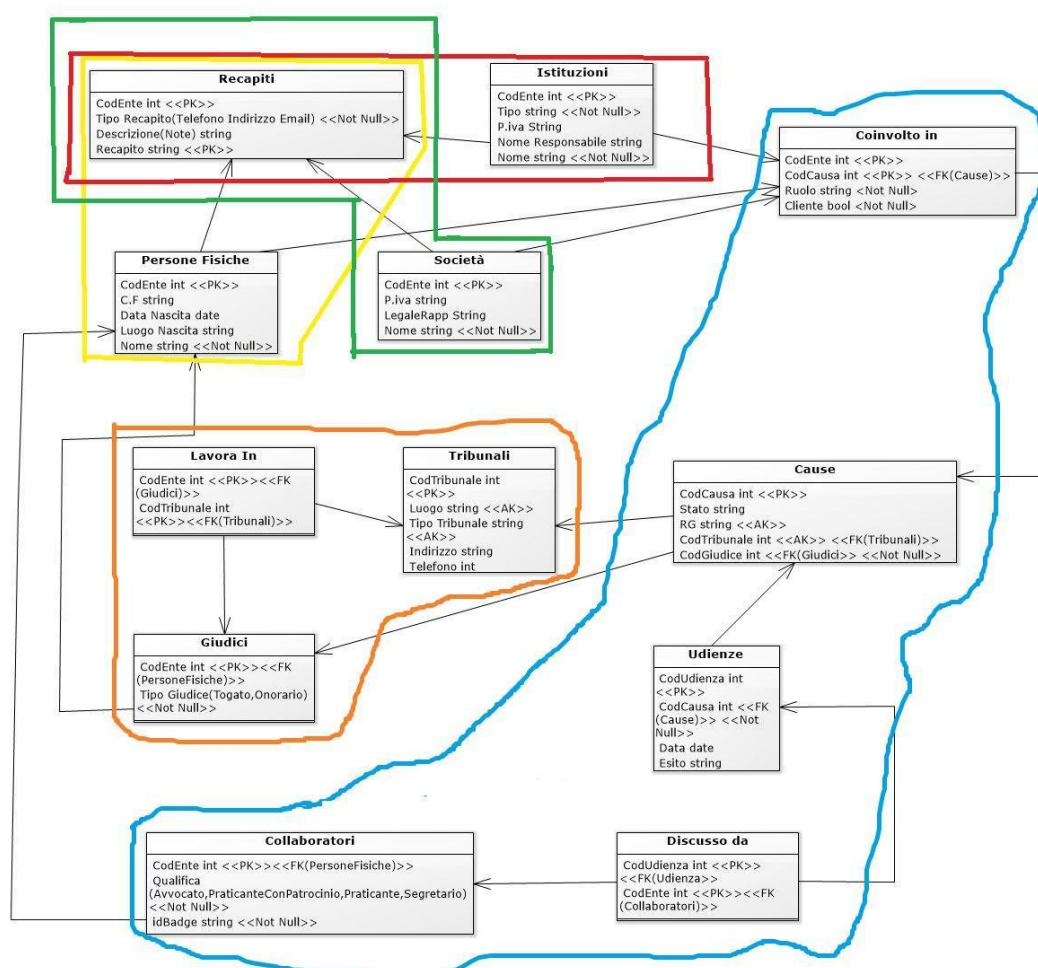 Recapiti
CodEnte int <<PK>>
Tipo Recapito(Telefono Indirizzo Email) <<Not Null>>
Descrizione(Note) string
Recapito string <<PK>>
Istituzioni
CodEnte int <<PK>>
Tipo string <<Not Null>>
P.iva String
Nome Responsabile string
Nome string <<Not Null>>
Coinvolto in
CodEnte int <<PK>>
CodCausa int <<PK>> <<FK(Cause)>>
Ruolo string <Not Null>
Cliente bool <Not Null>
Persone Fisiche
CodEnte int <<PK>>
C.F string
Data Nascita date
Luogo Nascita string
Nome string <<Not Null>>
Società
CodEnte int <<PK>>
P.iva string
LegaleRapp String
Nome string <<Not Null>>
Lavora In
CodEnte int <<PK>><<FK
(Giudici)>>
CodTribunale int
<<PK>><<FK(Tribunali)>>
Tribunali
CodTribunale int
<<PK>>
Luogo string <<AK>>
Tipo Tribunale string
<<AK>>
Indirizzo string
Telefono int
Cause
CodCausa int <<PK>>
Stato string
RG string <<AK>>
CodTribunale int <<AK>> <<FK(Tribunali)>>
CodGiudice int <<FK(Giudici>> <<Not Null>>
Giudici
CodEnte int <<PK>><<FK
(PersoneFisiche)>>
Tipo Giudice(Togato,Onorario)
<<Not Null>>
Udienze
CodUdienza int
<<PK>>
CodCausa int <<FK
(Cause)>> <<Not
Null>>
Data date
Esito string
Collaboratori
CodEnte int <<PK>><<FK(PersoneFisiche)>>
Qualifica
(Avvocato,PraticanteConPatrocinio,Praticante,Segretario)
<<Not Null>>
idBadge string <<Not Null>>
Discusso da
CodUdienza int <<PK>>
<<FK(Udienza>>
CodEnte int <<PK>><<FK
(Collaboratori)>>